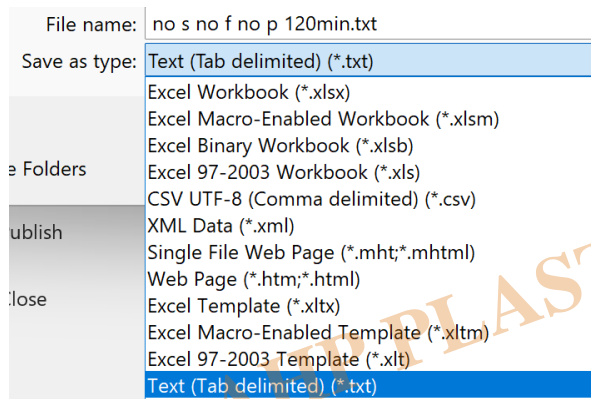 File name: no s no f no p 120min.txt
Save as type: Text (Tab delimited) (*.txt)
Excel Workbook (*.xlsx)
Excel Macro-Enabled Workbook (*.xlsm)
Excel Binary Workbook (*.xlsb)
e Folders Excel 97-2003 Workbook (*.xls)
CSV UTF-8 (Comma delimited) (*.csv)
ublish XML Data (*.xml)
Single File Web Page (*.mht;*.mhtml)
Web Page (*.htm;*.html)
lose Excel Template (*.xltx)
Excel Macro-Enabled Template (*.xltm)
Excel 97-2003 Template (*.xlt)
Text (Tab delimited) (*.txt)
AHP PLAST